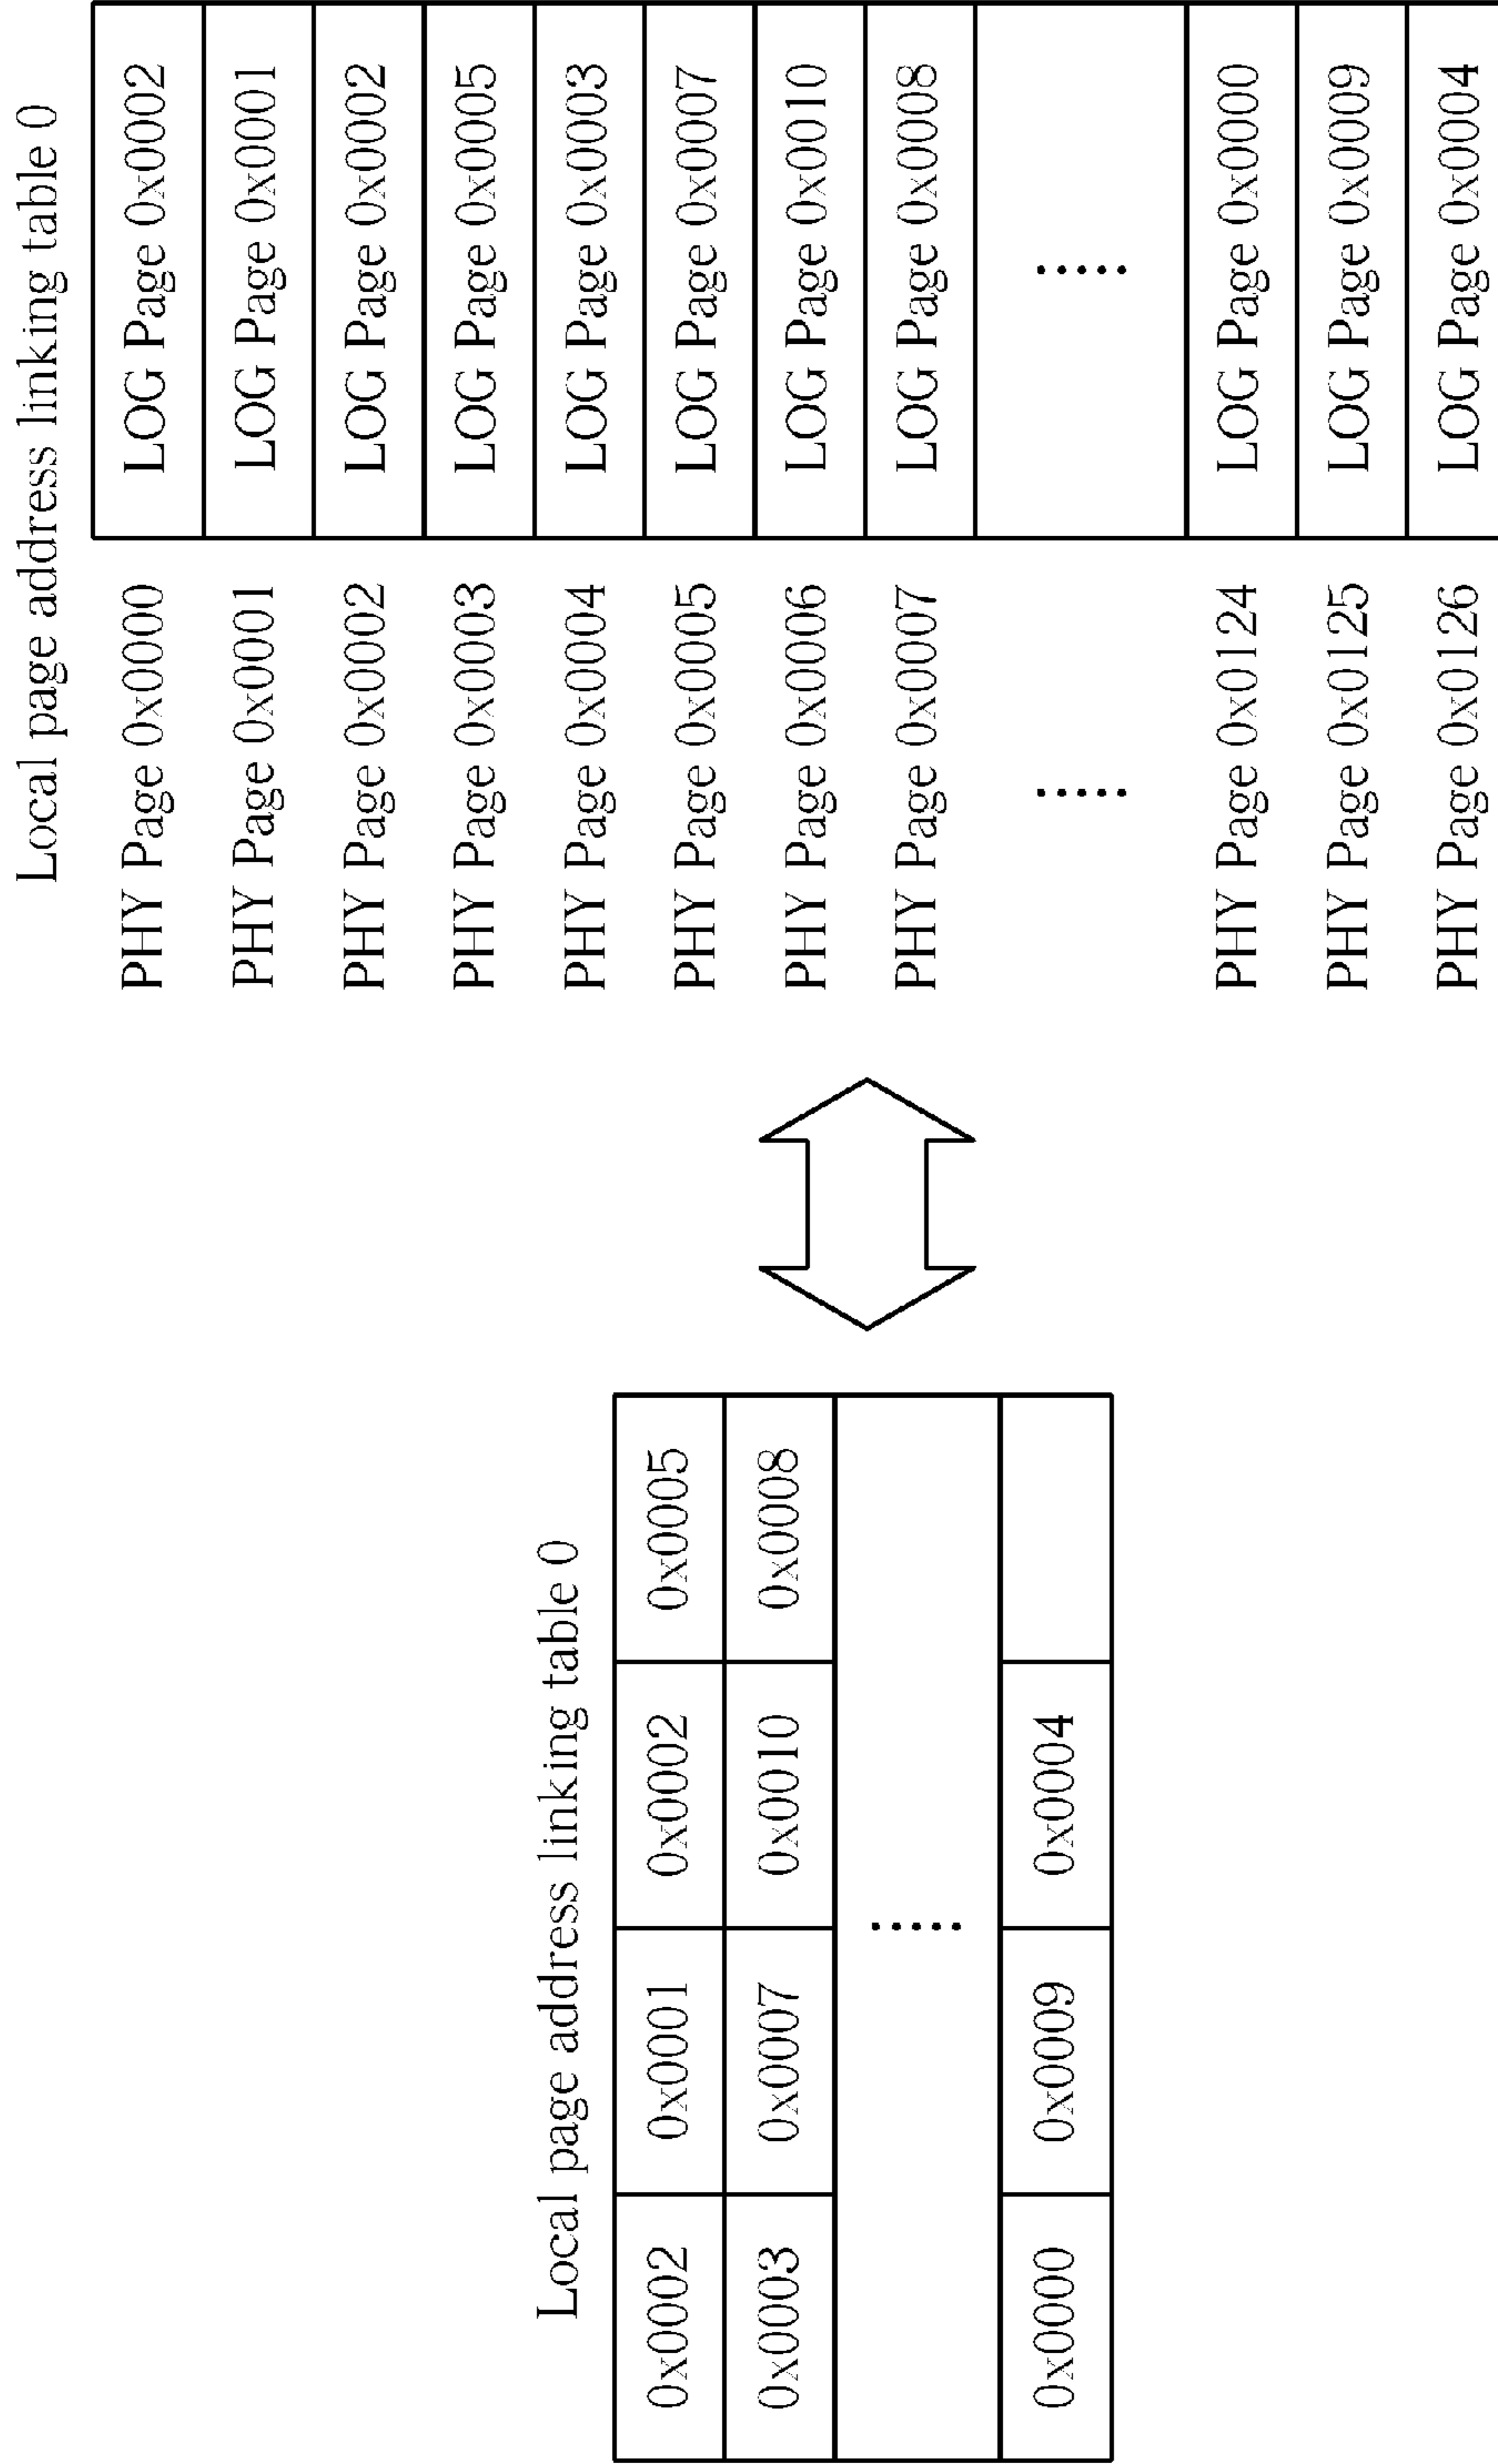 Local page address linking table 0
0x0002 0x0001 0x0002 0x0005
0x0003 0x0007 0x0010 0x0008
.....
0x0000 0x0009 0x0004
Local page address linking table 0
PHY Page 0x0000 LOG Page 0x0002
PHY Page 0x0001 LOG Page 0x0001
PHY Page 0x0002 LOG Page 0x0002
PHY Page 0x0003 LOG Page 0x0005
PHY Page 0x0004 LOG Page 0x0003
PHY Page 0x0005 LOG Page 0x0007
PHY Page 0x0006 LOG Page 0x0010
PHY Page 0x0007 LOG Page 0x0008
..... .....
PHY Page 0x0124 LOG Page 0x0000
PHY Page 0x0125 LOG Page 0x0009
PHY Page 0x0126 LOG Page 0x0004